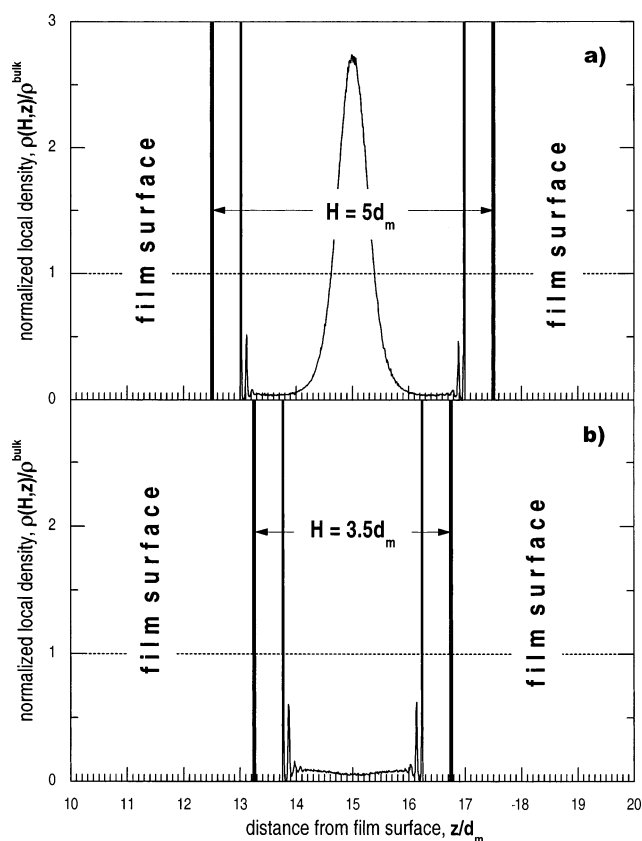 3
a)
2
H = 5dm
film surface
film surface
1
0
normalized local density, ρ(H,z)/ρbulk
b)
2
H = 3.5dm
film surface
film surface
1
0
normalized local density, ρ(H,z)/ρbulk
10 11 12 13 14 15 16 17 -18 19 20
distance from film surface, z/dm